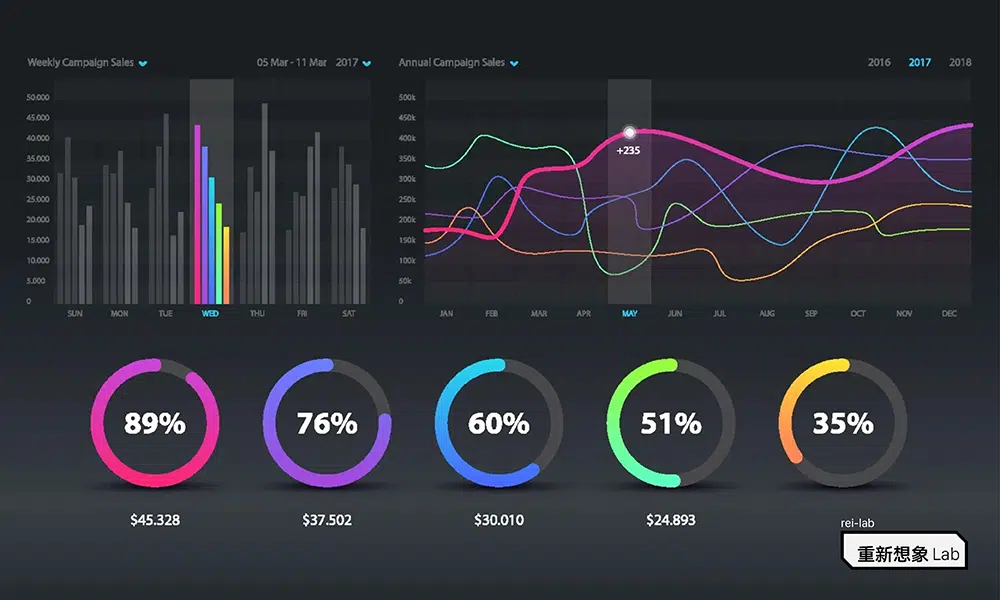 Weekly Campaign Sales
05 Mar - 11 Mar 2017
50.000
45.000
40.000
35.000
30.000
25.000
20.000
15.000
10.000
5.000
0
SUN MON TUE WED THU FRI SAT
Annual Campaign Sales
2016 2017 2018
500k
450k
400k
350k
300k
250k
200k
150k
100k
50k
0
+235
JAN FEB MAR APR MAY JUN JUL AUG SEP OCT NOV DEC
89% 76% 60% 51% 35%
$45.328 $37.502 $30.010 $24.893
rei-lab
重新想象 Lab